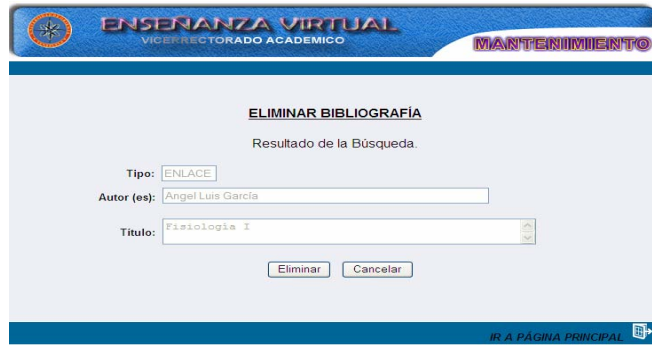 ENSEÑANZA VIRTUAL
VICERRECTORADO ACADEMICO
MANTENIMIENTO
ELIMINAR BIBLIOGRAFÍA
Resultado de la Búsqueda.
Tipo: ENLACE
Autor (es): Angel Luis García
Título: Fisiología I
Eliminar Cancelar
IR A PÁGINA PRINCIPAL